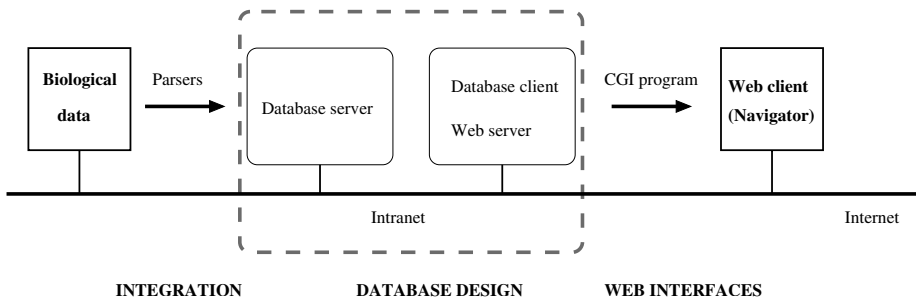 Biological
data
Parsers
Database server
Database client
Web server
CGI program
Web client
(Navigator)
Intranet
Internet
INTEGRATION
DATABASE DESIGN
WEB INTERFACES